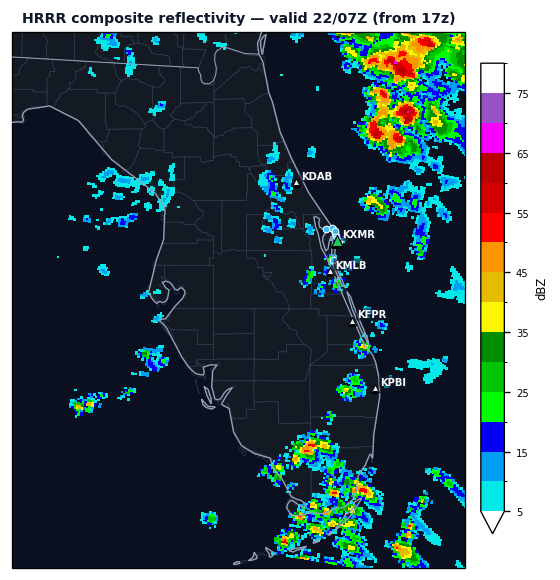 HRRR composite reflectivity — valid 22/07Z (from 17z)
KDAB
KXMR
KMLB
KFPR
KPBI
75
65
55
45
35
25
15
5
dBZ